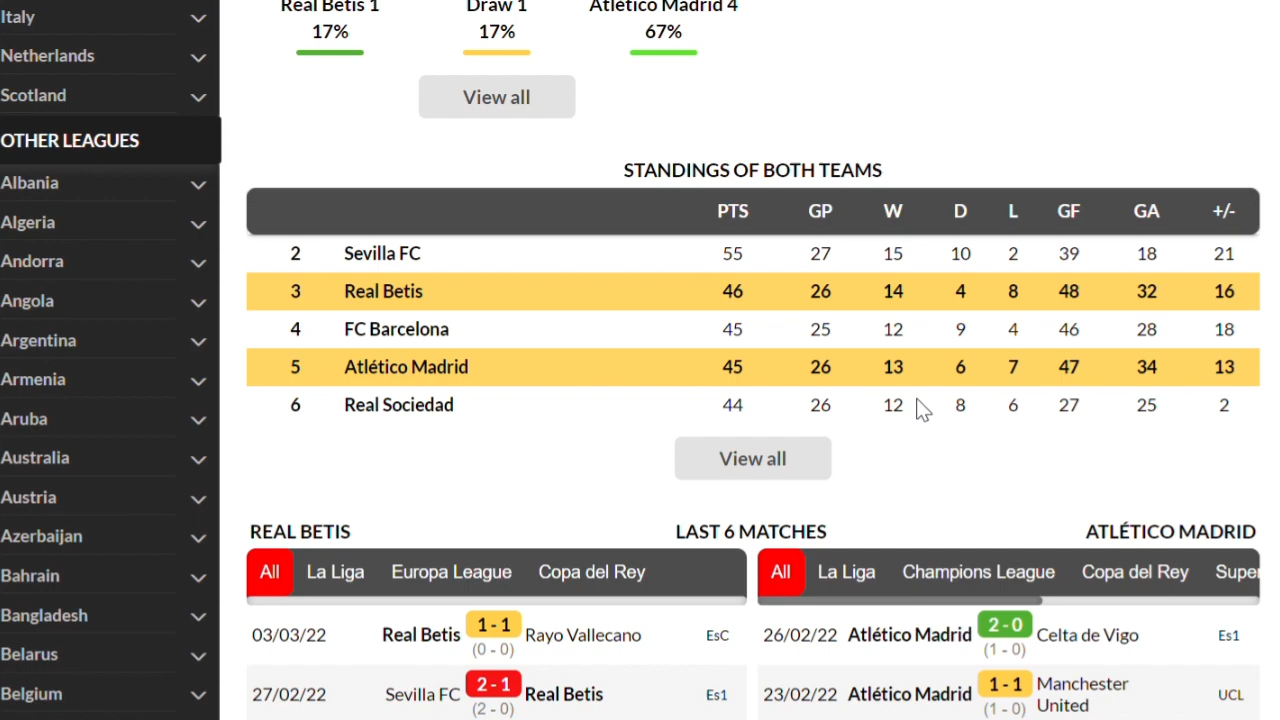 Italy
Netherlands
Scotland
OTHER LEAGUES
Albania
Algeria
Andorra
Angola
Argentina
Armenia
Aruba
Australia
Austria
Azerbaijan
Bahrain
Bangladesh
Belarus
Belgium
Real Betis 1 Draw 1 Atlético Madrid 4
17% 17% 67%
View all
STANDINGS OF BOTH TEAMS
PTS GP W D L GF GA +/-
2 Sevilla FC 55 27 15 10 2 39 18 21
3 Real Betis 46 26 14 4 8 48 32 16
4 FC Barcelona 45 25 12 9 4 46 28 18
5 Atlético Madrid 45 26 13 6 7 47 34 13
6 Real Sociedad 44 26 12 8 6 27 25 2
View all
REAL BETIS LAST 6 MATCHES ATLÉTICO MADRID
All La Liga Europa League Copa del Rey
03/03/22 Real Betis 1 - 1 Rayo Vallecano EsC
(0 - 0)
27/02/22 Sevilla FC 2 - 1 Real Betis Es1
(2 - 0)
All La Liga Champions League Copa del Rey Super
26/02/22 Atlético Madrid 2 - 0 Celta de Vigo Es1
(1 - 0)
23/02/22 Atlético Madrid 1 - 1 Manchester United UCL
(1 - 0)